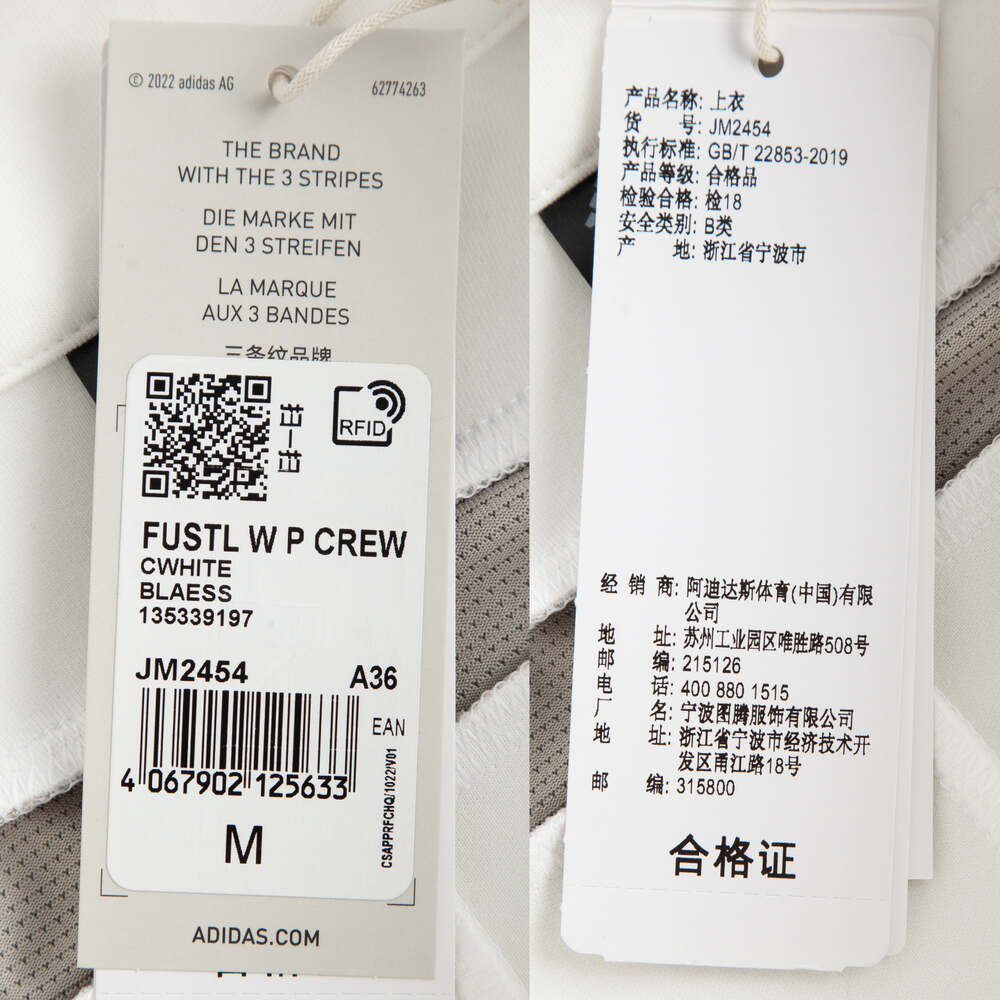 © 2022 adidas AG
62774263
THE BRAND
WITH THE 3 STRIPES
DIE MARKE MIT
DEN 3 STREIFEN
LA MARQUE
AUX 3 BANDES
三条纹品牌
扫一扫
RFID
FUSTL W P CREW
CWHITE
BLAESS
135339197
JM2454 A36
EAN
4 067902 125633
CSAPPRFCHQ/1022/V01
M
ADIDAS.COM
产品名称: 上衣
货 号: JM2454
执行标准: GB/T 22853-2019
产品等级: 合格品
检验合格: 检18
安全类别: B类
产 地: 浙江省宁波市
经 销 商: 阿迪达斯体育(中国)有限
公司
地 址: 苏州工业园区唯胜路508号
邮 编: 215126
电 话: 400 880 1515
厂 名: 宁波图腾服饰有限公司
地 址: 浙江省宁波市经济技术开
发区甬江路18号
邮 编: 315800
合格证